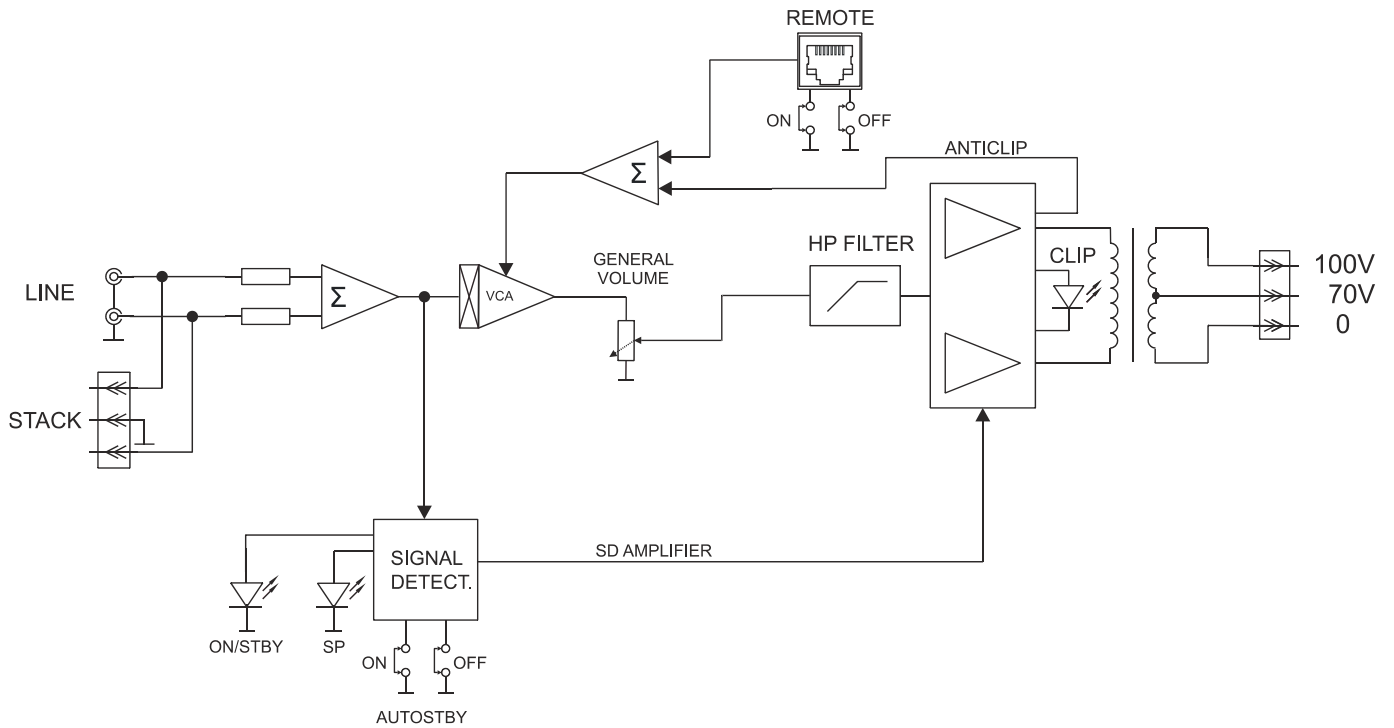 REMOTE
ON
OFF
ANTICLIP
Σ
HP FILTER
CLIP
GENERAL
VOLUME
LINE
Σ
VCA
100V
70V
0
STACK
SIGNAL
DETECT.
SD AMPLIFIER
ON/STBY
SP
ON
OFF
AUTOSTBY